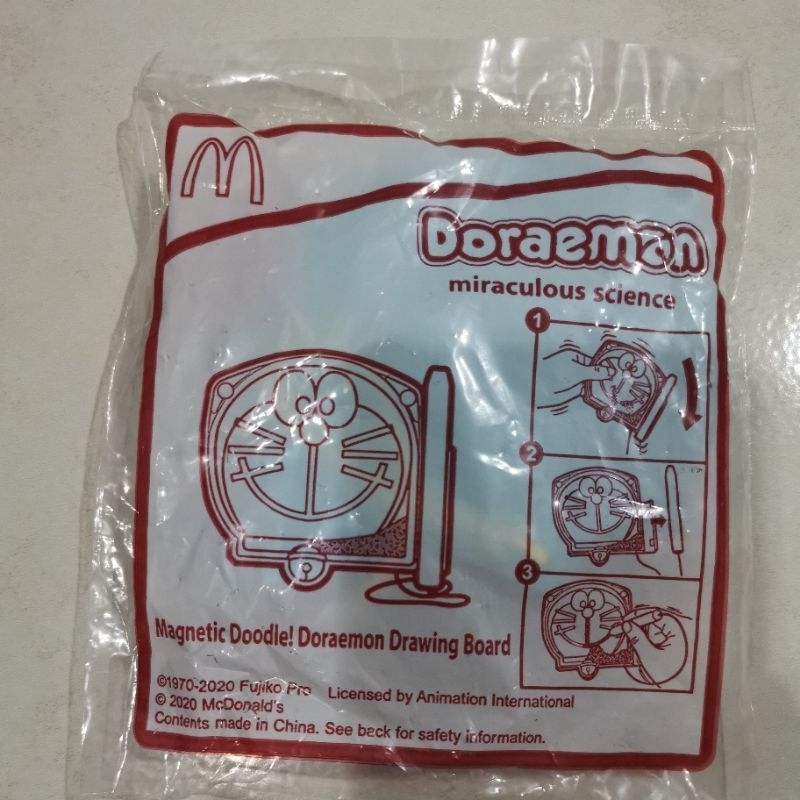 M
Doraemon
miraculous science
1
2
3
Magnetic Doodle! Doraemon Drawing Board
©1970-2020 Fujiko Pro Licensed by Animation International
© 2020 McDonald's
Contents made in China. See back for safety information.